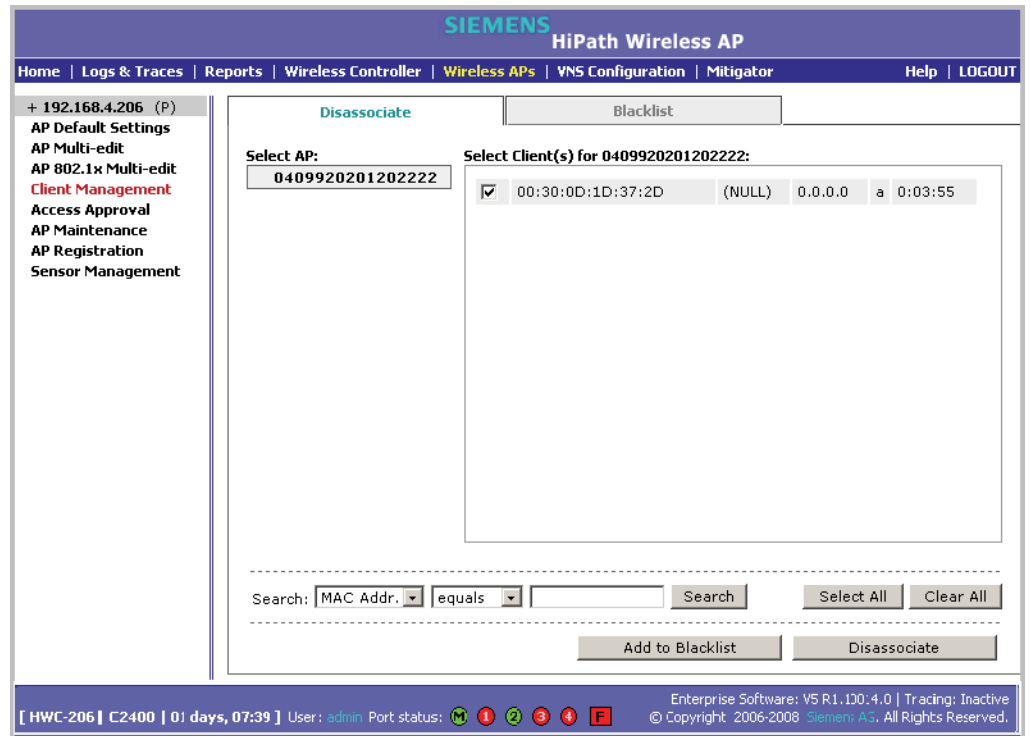 SIEMENS
HiPath Wireless AP
Home | Logs & Traces | Reports | Wireless Controller | Wireless APs | VNS Configuration | Mitigator Help | LOGOUT
+ 192.168.4.206 (P)
AP Default Settings
AP Multi-edit
AP 802.1x Multi-edit
Client Management
Access Approval
AP Maintenance
AP Registration
Sensor Management
Disassociate Blacklist
Select AP: Select Client(s) for 0409920201202222:
0409920201202222
00:30:0D:1D:37:2D (NULL) 0.0.0.0 a 0:03:55
Search: MAC Addr. equals Search Select All Clear All
Add to Blacklist Disassociate
Enterprise Software: V5 R1. | Tracing: Inactive
[ HWC-206 | C2400 | 01 days, 07:39 ] User: admin Port status: M 1 2 3 4 F © Copyright 2006-2008 Siemens AG. All Rights Reserved.